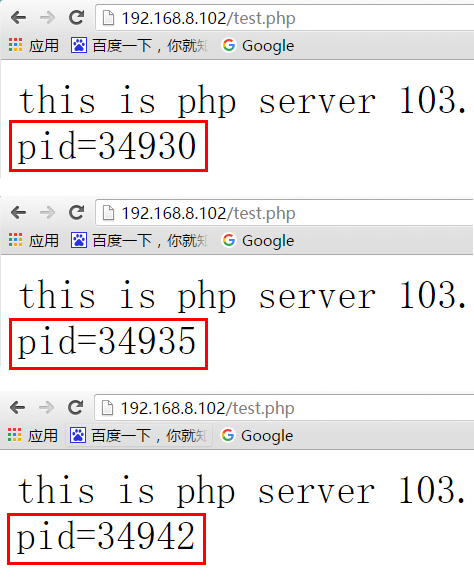 192.168.8.102/test.php
应用 百度一下，你就知 Google
this is php server 103.
pid=34930
192.168.8.102/test.php
应用 百度一下，你就知 Google
this is php server 103.
pid=34935
192.168.8.102/test.php
应用 百度一下，你就知 Google
this is php server 103.
pid=34942